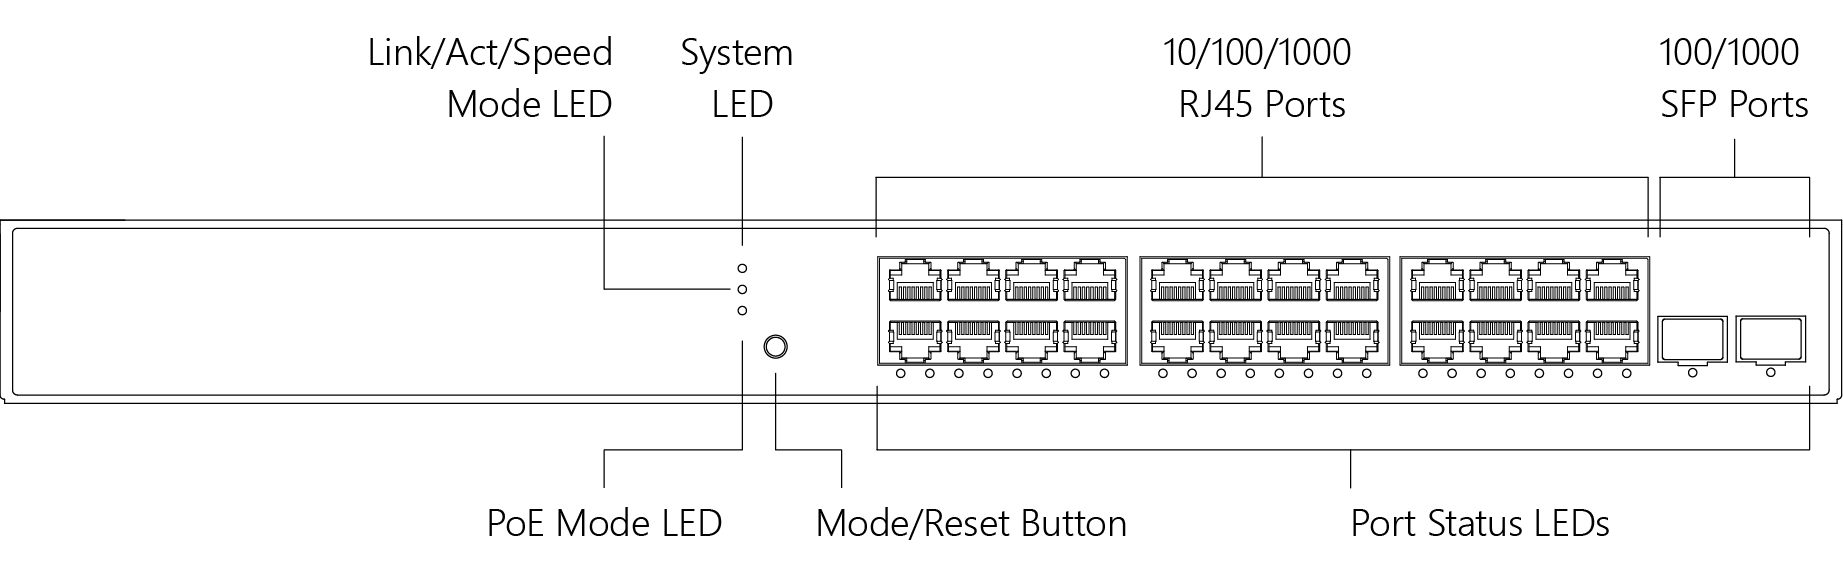 Link/Act/Speed
Mode LED
System
LED
10/100/1000
RJ45 Ports
100/1000
SFP Ports
PoE Mode LED
Mode/Reset Button
Port Status LEDs